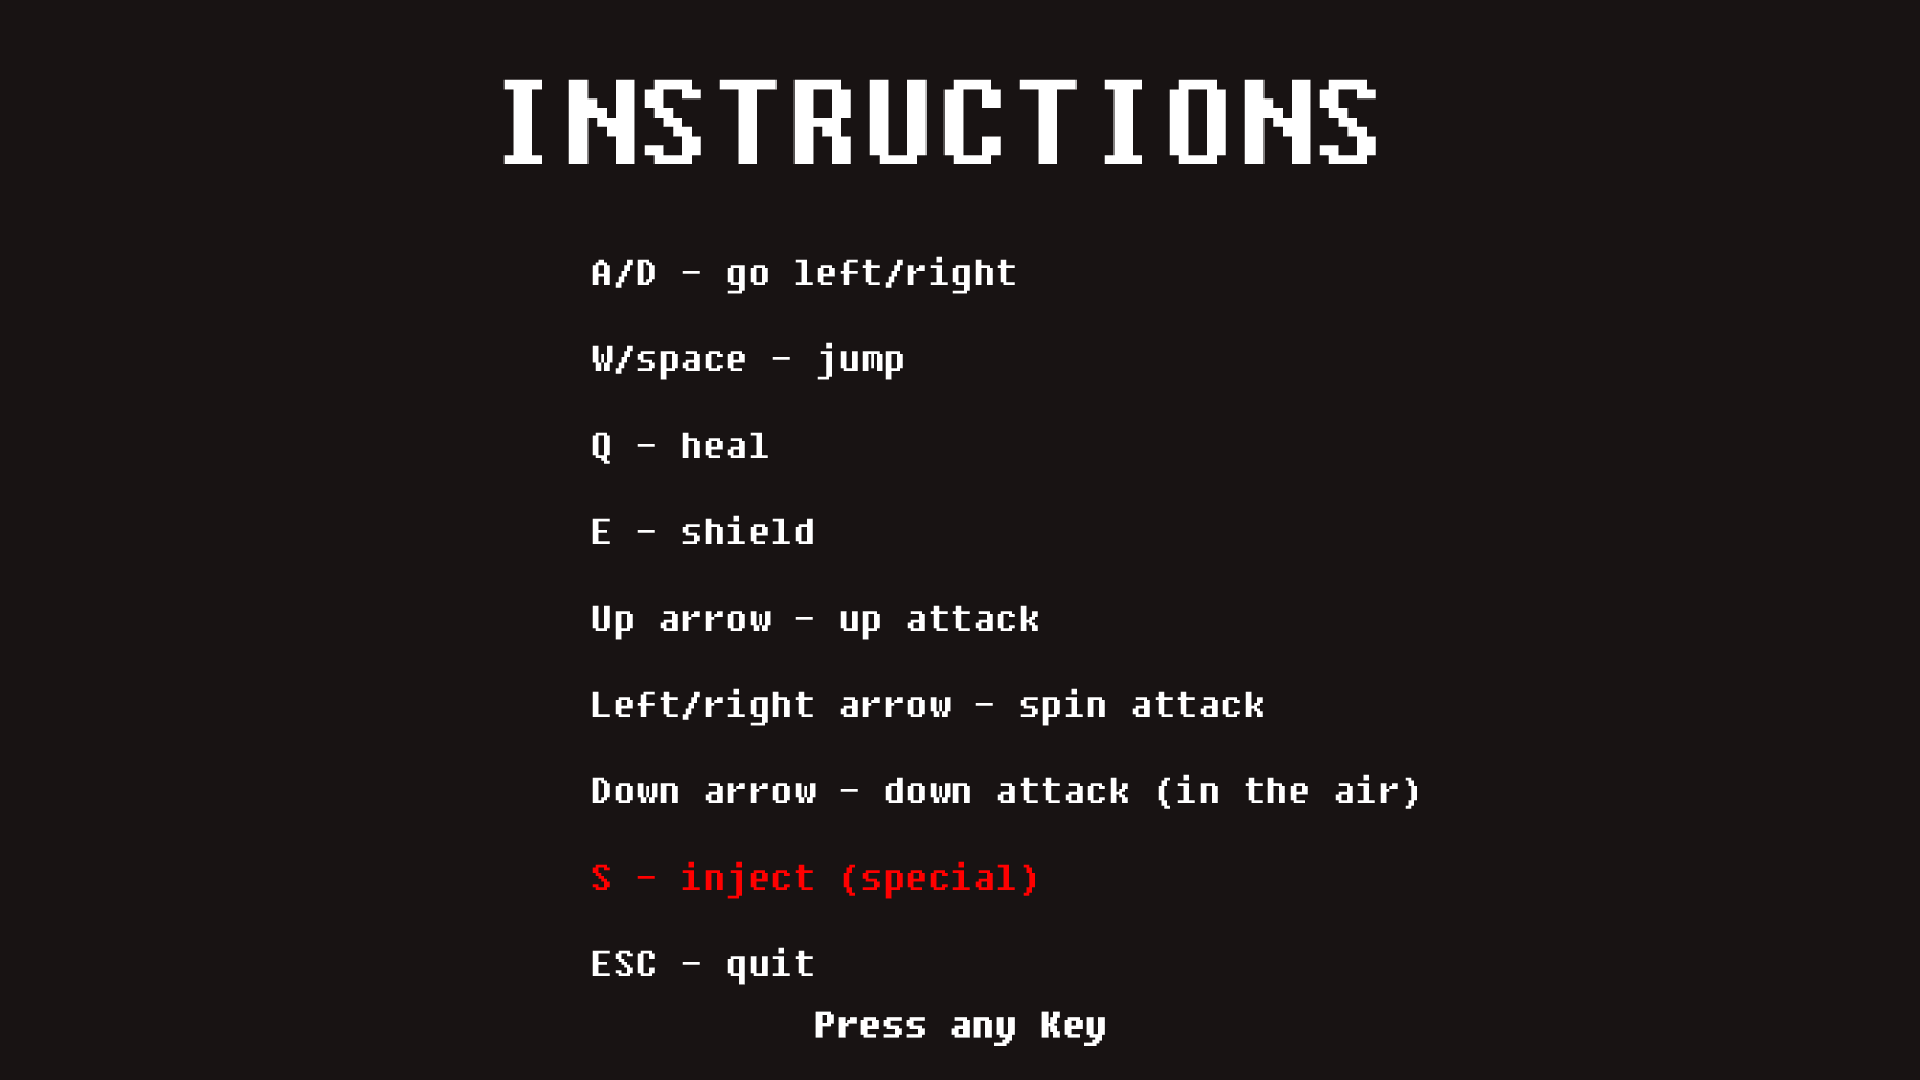 INSTRUCTIONS
A/D - go left/right
W/space - jump
Q - heal
E - shield
Up arrow - up attack
Left/right arrow - spin attack
Down arrow - down attack (in the air)
S - inject (special)
ESC - quit
Press any Key